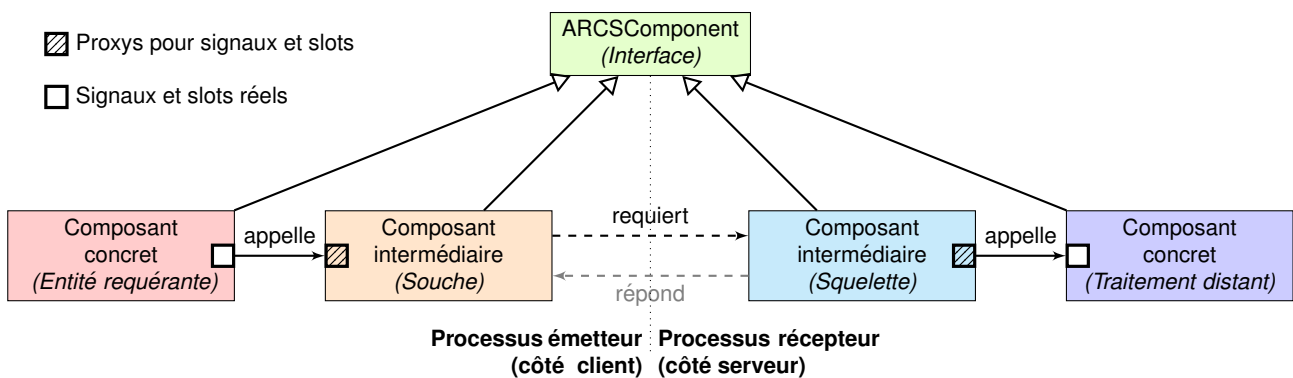 ARCSComponent
(Interface)
Proxys pour signaux et slots
Signaux et slots réels
Composant
concret
(Entité requérante)
appelle
Composant
intermédiaire
(Souche)
requiert
répond
Composant
intermédiaire
(Squelette)
appelle
Composant
concret
(Traitement distant)
Processus émetteur
(côté client)
Processus récepteur
(côté serveur)